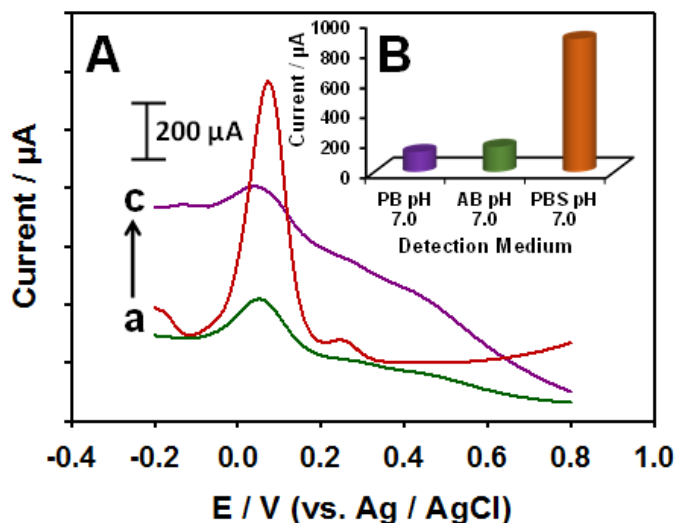 A
200 µA
c
a
Current / µA
-0.4 -0.2 0.0 0.2 0.4 0.6 0.8 1.0
E / V (vs. Ag / AgCl)
B
Current / µA
1000
800
600
400
200
0
PB pH AB pH PBS pH
7.0 7.0 7.0
Detection Medium